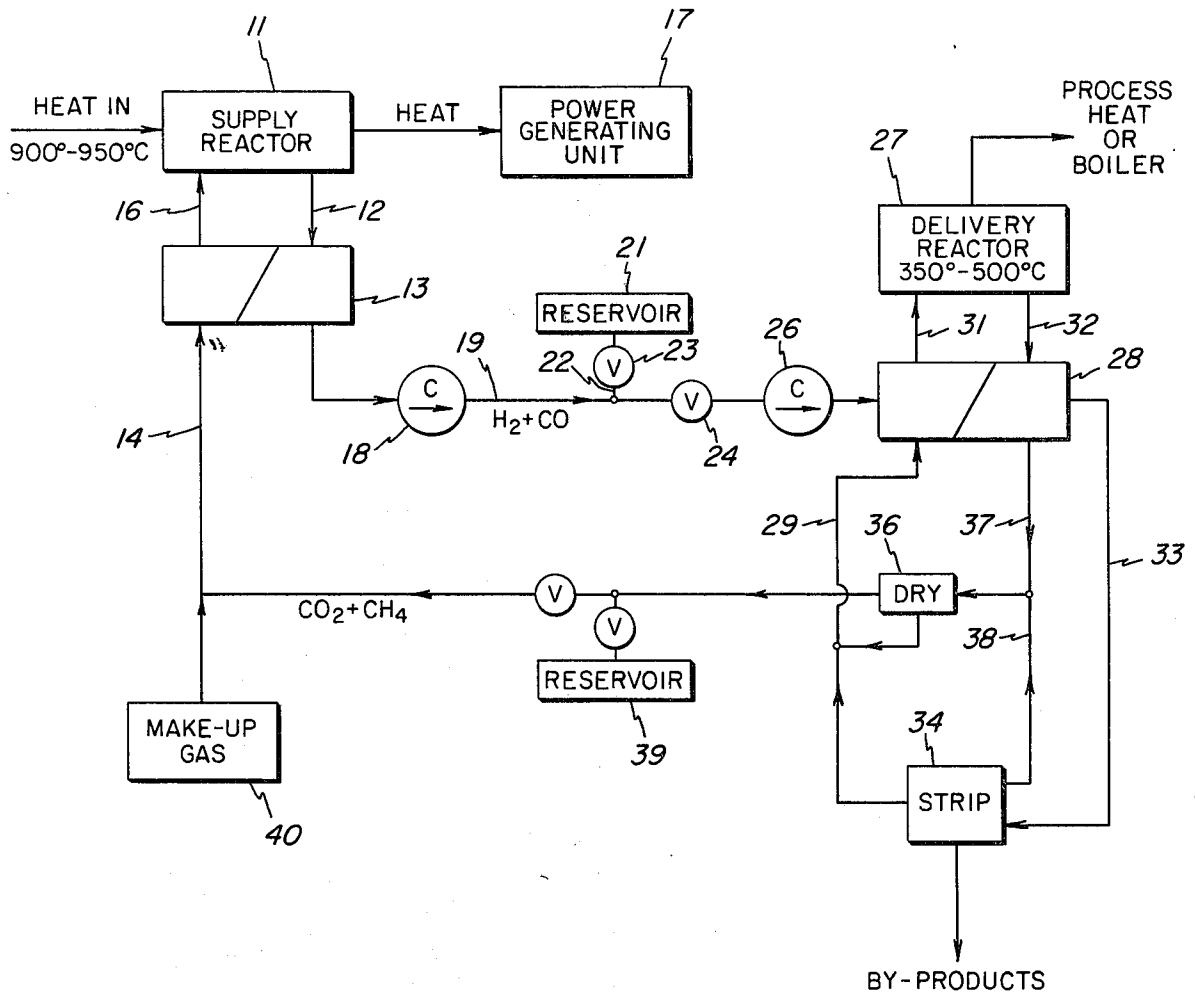 11
17
HEAT IN
900°-950°C
SUPPLY
REACTOR
HEAT
POWER
GENERATING
UNIT
PROCESS
HEAT
OR
BOILER
27
16
12
DELIVERY
REACTOR
350°-500°C
13
21
RESERVOIR
31
32
26
28
19
22
V
23
C
H2+CO
18
V
24
C
14
29
36
37
33
DRY
V
CO2+CH4
V
38
RESERVOIR
39
MAKE-UP
GAS
40
34
STRIP
BY-PRODUCTS